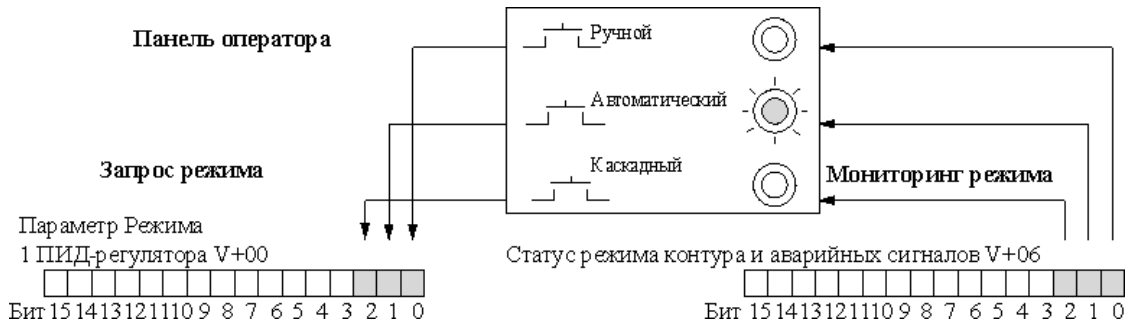 Панель оператора
Ручной
Автоматический
Каскадный
Запрос режима
Мониторинг режима
Параметр Режима
1 ПИД-регулятора V+00
Статус режима контура и аварийных сигналов V+06
Бит 15 14 13 12 11 10 9 8 7 6 5 4 3 2 1 0
Бит 15 14 13 12 11 10 9 8 7 6 5 4 3 2 1 0